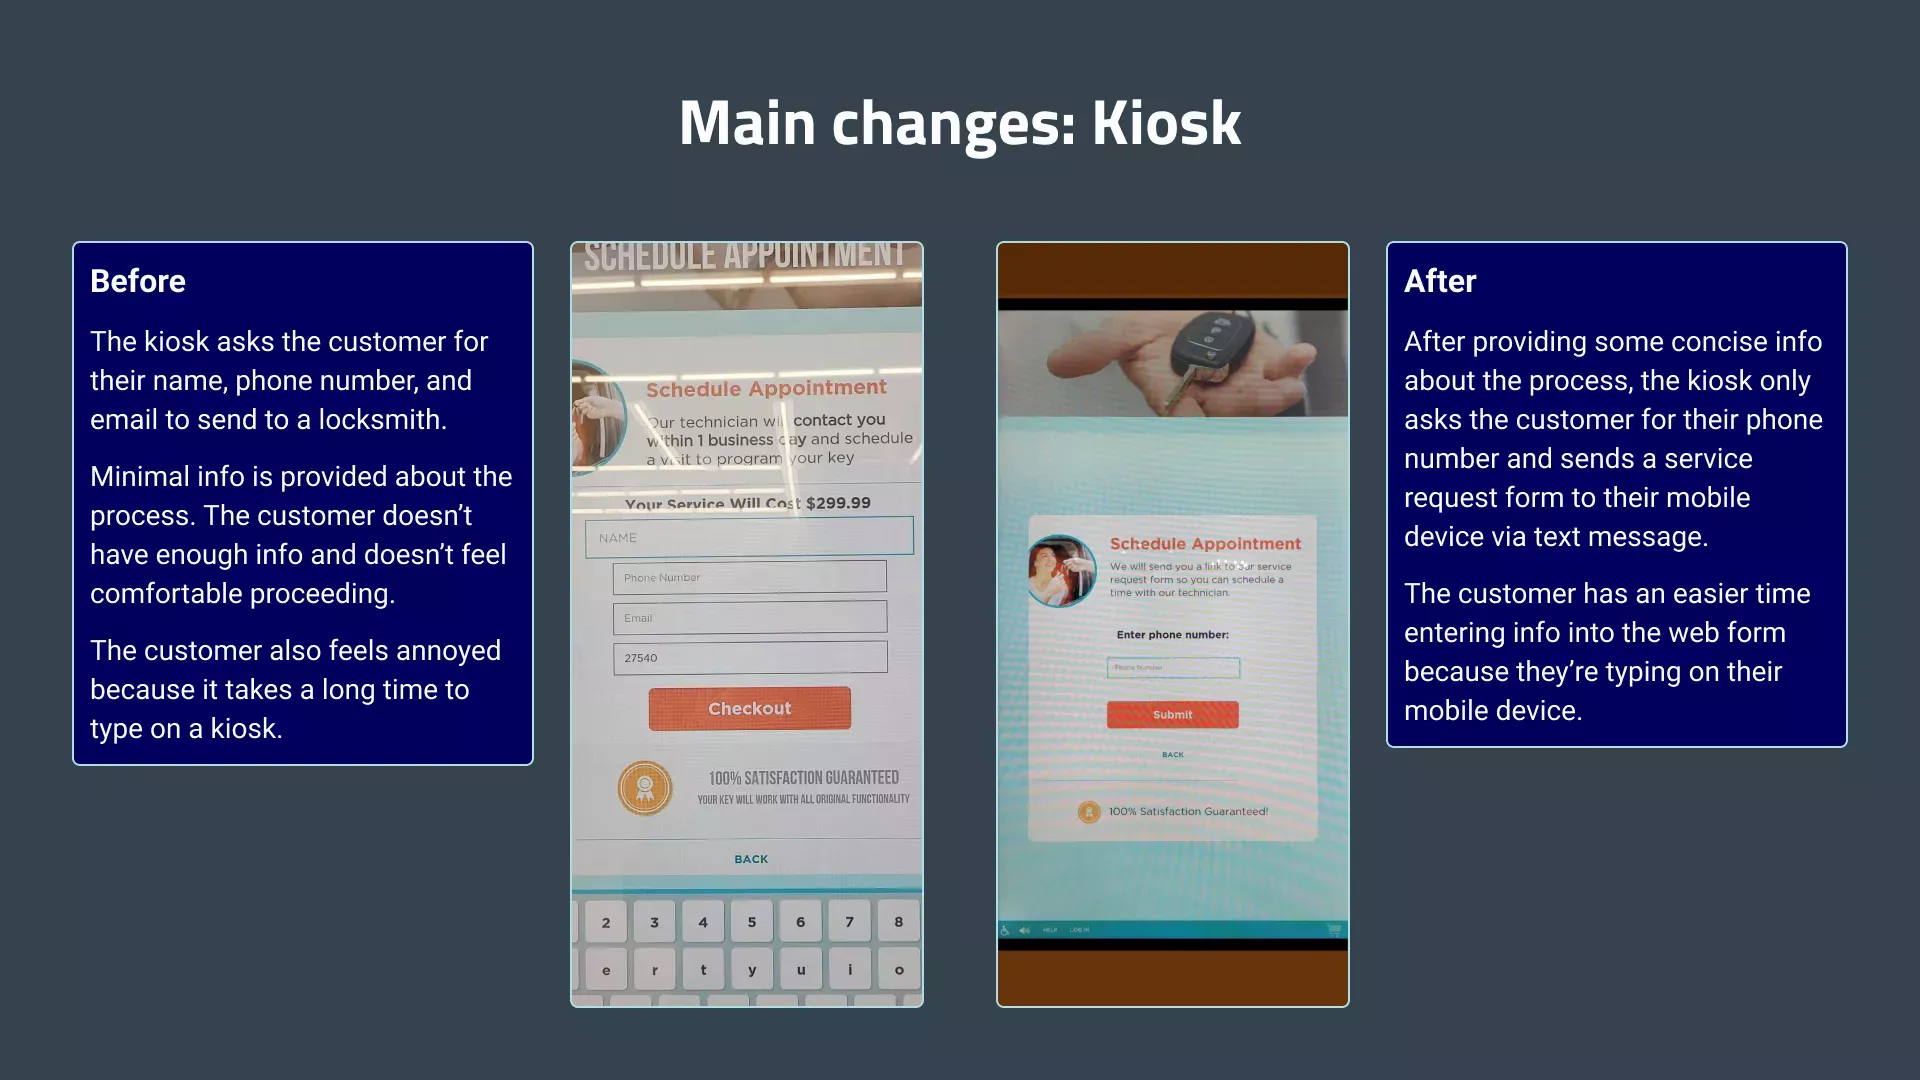 Main changes: Kiosk
Before
The kiosk asks the customer for
their name, phone number, and
email to send to a locksmith.
Minimal info is provided about the
process. The customer doesn’t
have enough info and doesn’t feel
comfortable proceeding.
The customer also feels annoyed
because it takes a long time to
type on a kiosk.
SCHEDULE APPOINTMENT
Schedule Appointment
Our technician will contact you
within 1 business day and schedule
a visit to program your key
Your Service Will Cost $299.99
NAME
Phone Number
Email
27540
Checkout
100% SATISFACTION GUARANTEED
YOUR KEY WILL WORK WITH ALL ORIGINAL FUNCTIONALITY
BACK
2 3 4 5 6 7 8
e r t y u i o
Schedule Appointment
We will send you a link to our service
request form so you can schedule a
time with our technician.
Enter phone number:
Phone Number
Submit
BACK
100% Satisfaction Guaranteed!
HELP LOG IN
After
After providing some concise info
about the process, the kiosk only
asks the customer for their phone
number and sends a service
request form to their mobile
device via text message.
The customer has an easier time
entering info into the web form
because they’re typing on their
mobile device.